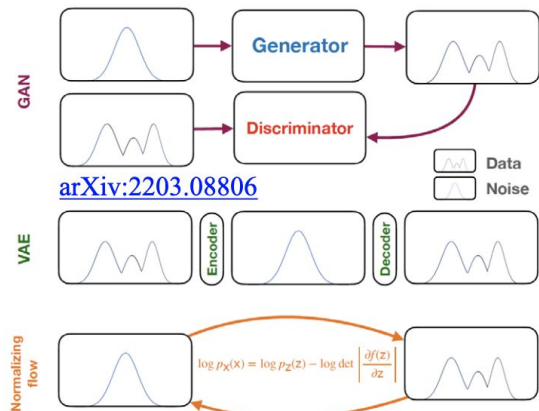 GAN
Generator
Discriminator
arXiv:2203.08806
Data
Noise
VAE
Encoder
Decoder
Normalizing
flow
log p_X(x) = log p_Z(z) − log det |∂f(z)/∂z|